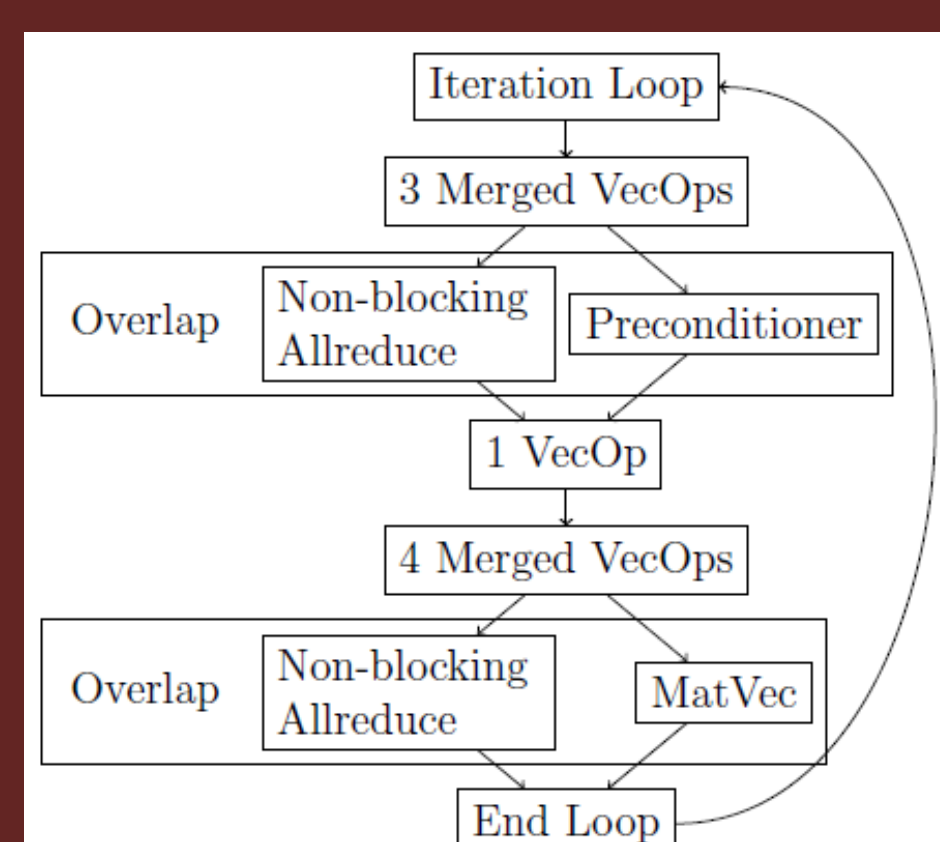 Iteration Loop
3 Merged VecOps
Overlap
Non-blocking
Allreduce
Preconditioner
1 VecOp
4 Merged VecOps
Overlap
Non-blocking
Allreduce
MatVec
End Loop